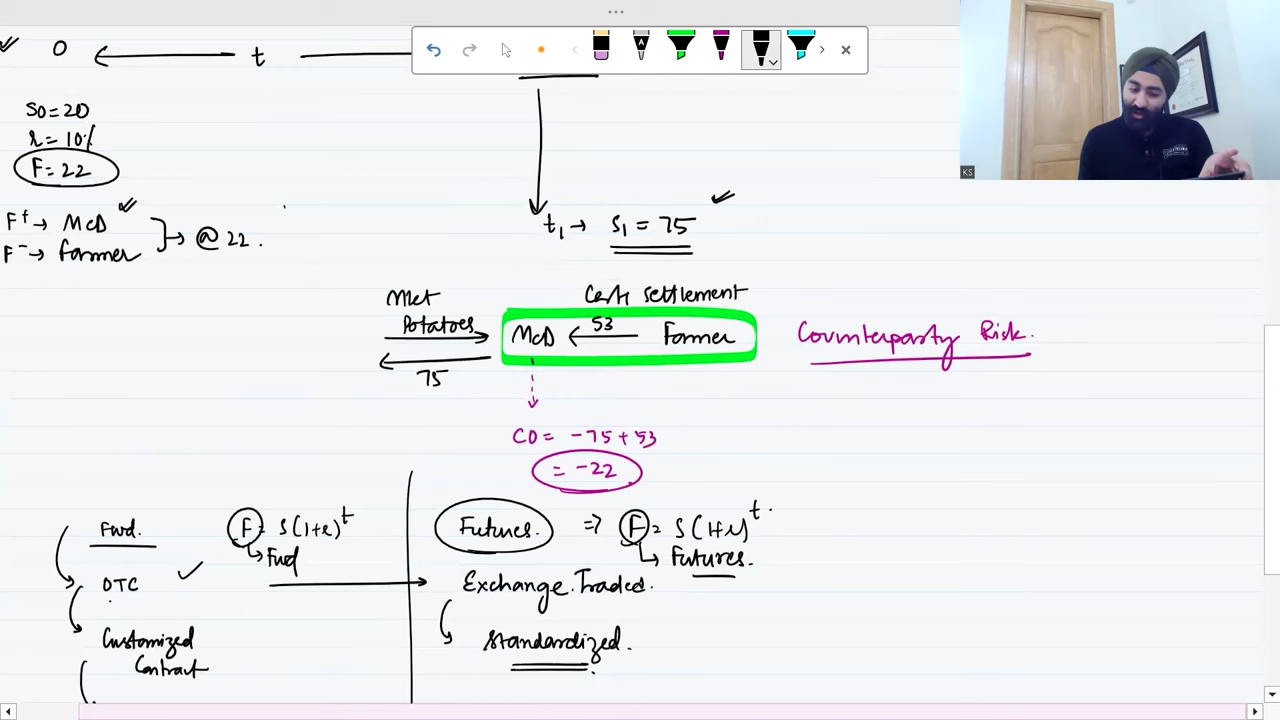 0 t
S0 = 20
r = 10%
F = 22
F+ → McD
F- → farmer
→ @ 22.
t1 → S1 = 75
Mkt
Potatoes
75
Cash settlement
McD ← 53 Farmer
Counterparty Risk.
CO = -75 + 53
= -22
Fwd.
F = S(1+r)^t
↳ Fwd
OTC
Customized
Contract
Futures. ⇒ F = S(1+r)^t.
↳ Futures.
Exchange Traded.
Standardized.
KS